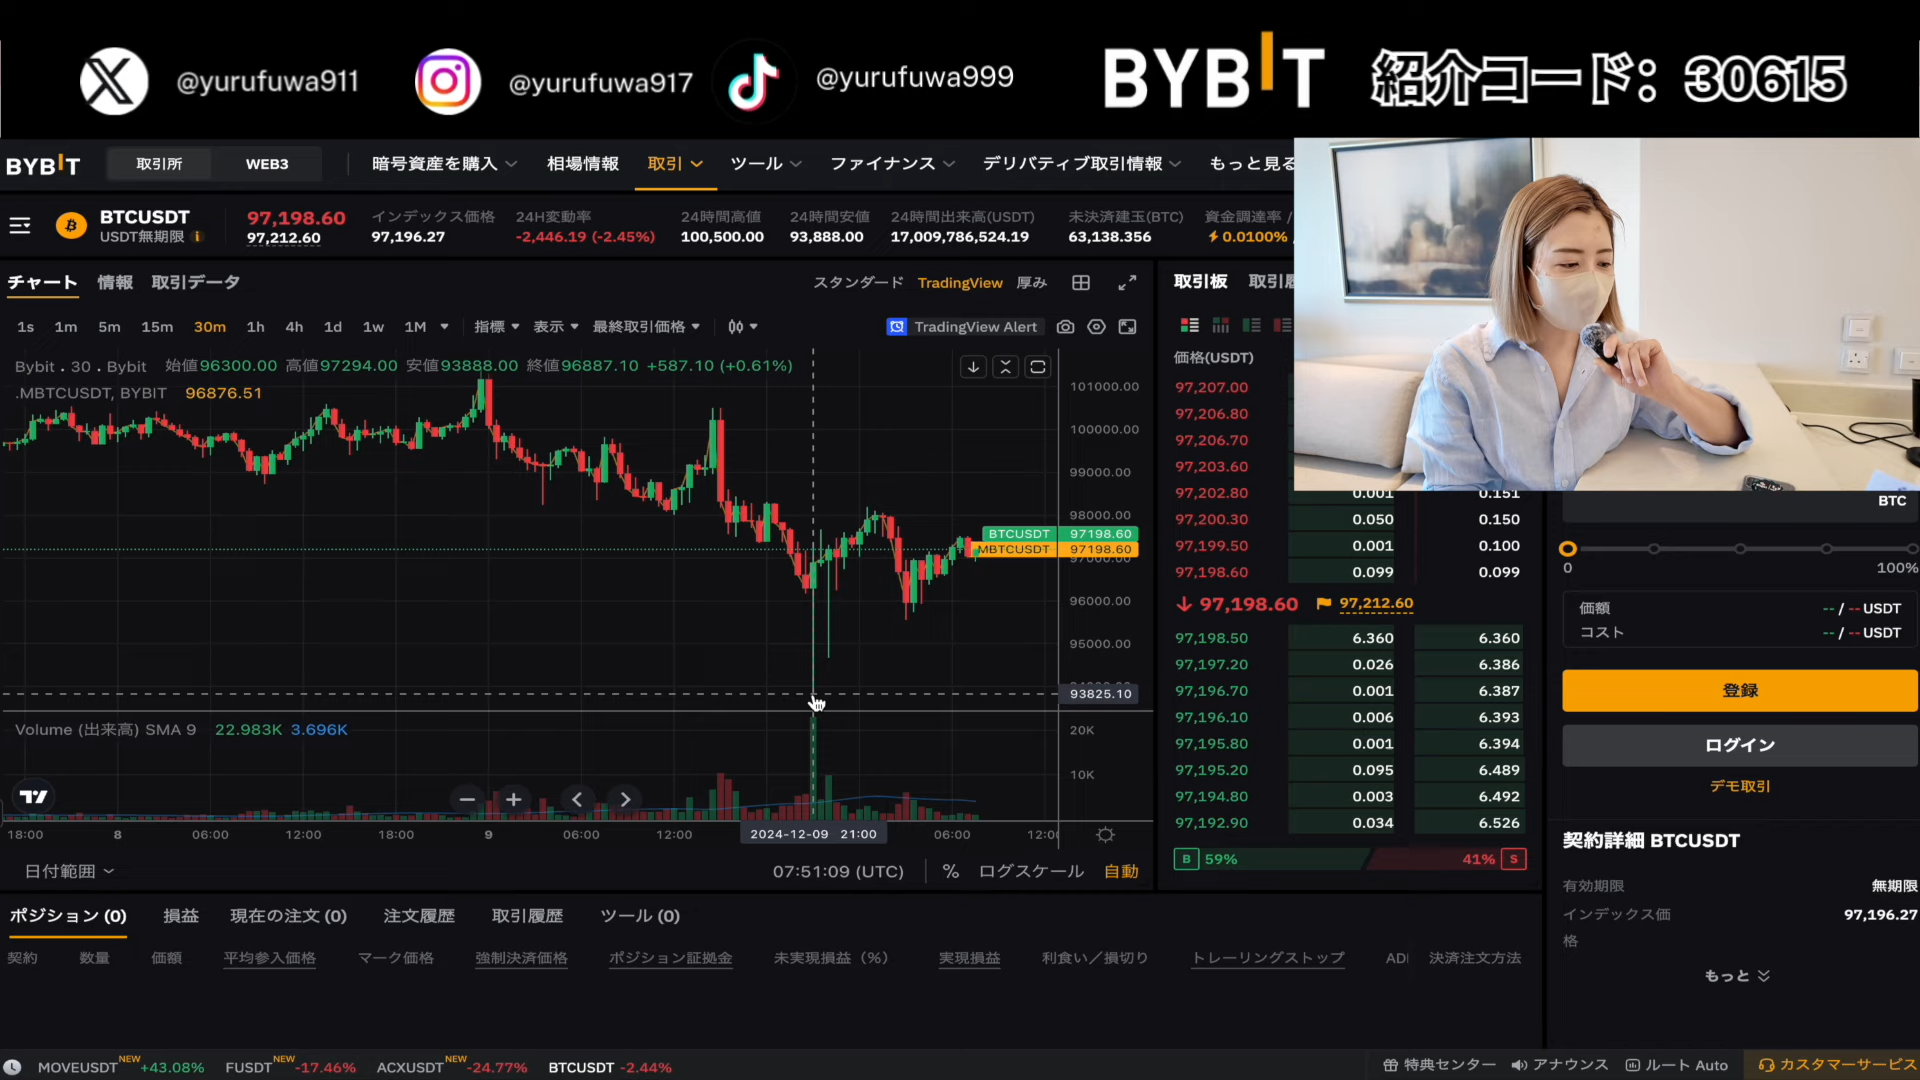 @yurufuwa911 @yurufuwa917 @yurufuwa999 BYBIT 紹介コード: 30615
BYBIT 取引所 WEB3 暗号資産を購入 相場情報 取引 ツール ファイナンス デリバティブ取引情報 もっと見る
BTCUSDT 97,198.60 インデックス価格 24H変動率 24時間高値 24時間安値 24時間出来高(USDT) 未決済建玉(BTC) 資金調達率 /
USDT無期限 97,212.60 97,196.27 -2,446.19 (-2.45%) 100,500.00 93,888.00 17,009,786,524.19 63,138.356 0.0100%
チャート 情報 取引データ スタンダード TradingView 厚み
1s 1m 5m 15m 30m 1h 4h 1d 1w 1M 指標 表示 最終取引価格 TradingView Alert
Bybit · 30 · Bybit 始値96300.00 高値97294.00 安値93888.00 終値96887.10 +587.10 (+0.61%)
.MBTCUSDT, BYBIT 96876.51
101000.00
100000.00
99000.00
98000.00
BTCUSDT 97198.60
MBTCUSDT 97198.60
97000.00
96000.00
95000.00
93825.10
Volume (出来高) SMA 9 22.983K 3.696K
20K
10K
18:00 8 06:00 12:00 18:00 9 06:00 12:00 2024-12-09 21:00 06:00 12:00
日付範囲 07:51:09 (UTC) % ログスケール 自動
取引板
価格(USDT)
97,207.00
97,206.80
97,206.70
97,203.60
97,202.80 0.001 0.151
97,200.30 0.050 0.150
97,199.50 0.001 0.100
97,198.60 0.099 0.099
97,198.60 97,212.60
97,198.50 6.360 6.360
97,197.20 0.026 6.386
97,196.70 0.001 6.387
97,196.10 0.006 6.393
97,195.80 0.001 6.394
97,195.20 0.095 6.489
97,194.80 0.003 6.492
97,192.90 0.034 6.526
B 59% 41% S
BTC
0 100%
価額 -- / -- USDT
コスト -- / -- USDT
登録
ログイン
デモ取引
契約詳細 BTCUSDT
有効期限 無期限
インデックス価格 97,196.27
もっと
ポジション (0) 損益 現在の注文 (0) 注文履歴 取引履歴 ツール (0)
契約 数量 価額 平均参入価格 マーク価格 強制決済価格 ポジション証拠金 未実現損益 (%) 実現損益 利食い／損切り トレーリングストップ 決済注文方法
MOVEUSDT NEW +43.08% FUSDT NEW -17.46% ACXUSDT NEW -24.77% BTCUSDT -2.44% 特典センター アナウンス ルート Auto カスタマーサービス